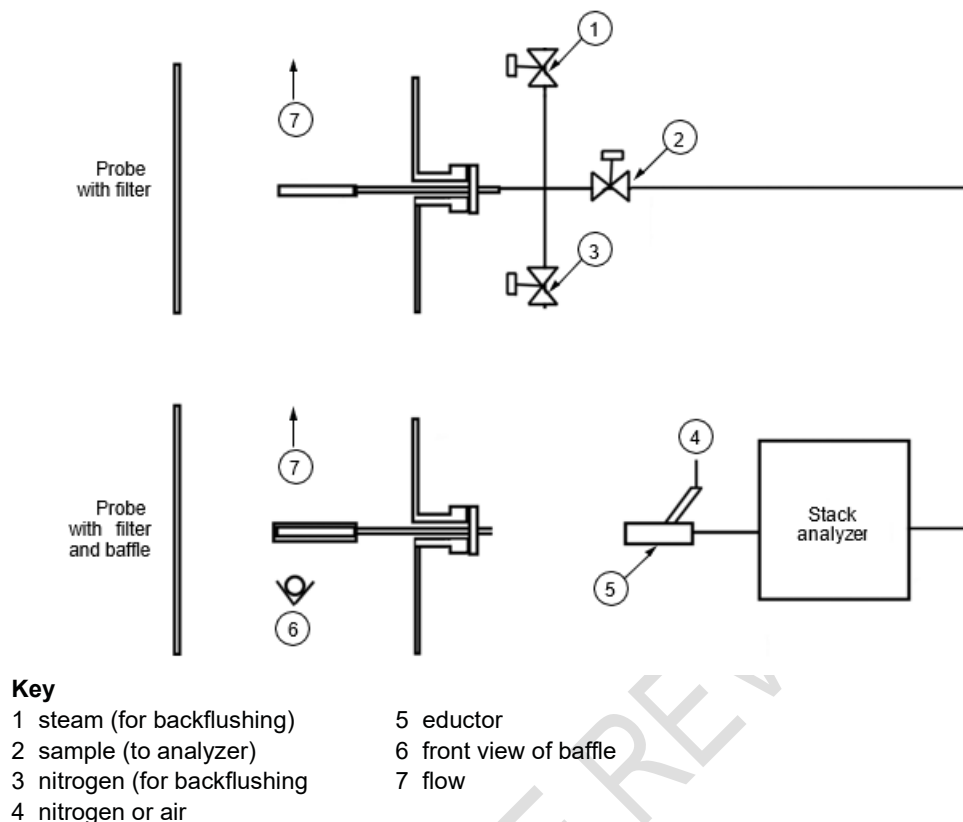 1
2
7
Probe
with filter
3
4
7
Probe
with filter
and baffle
Stack
analyzer
5
6
Key
1 steam (for backflushing)
2 sample (to analyzer)
3 nitrogen (for backflushing
4 nitrogen or air
5 eductor
6 front view of baffle
7 flow